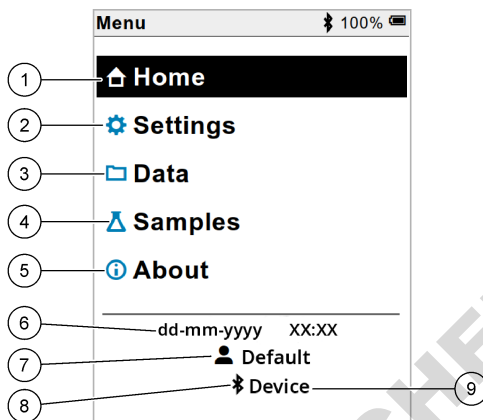 Menu 100%
1 Home
2 Settings
3 Data
4 Samples
5 About
6 dd-mm-yyyy XX:XX
7 Default
8 Device 9